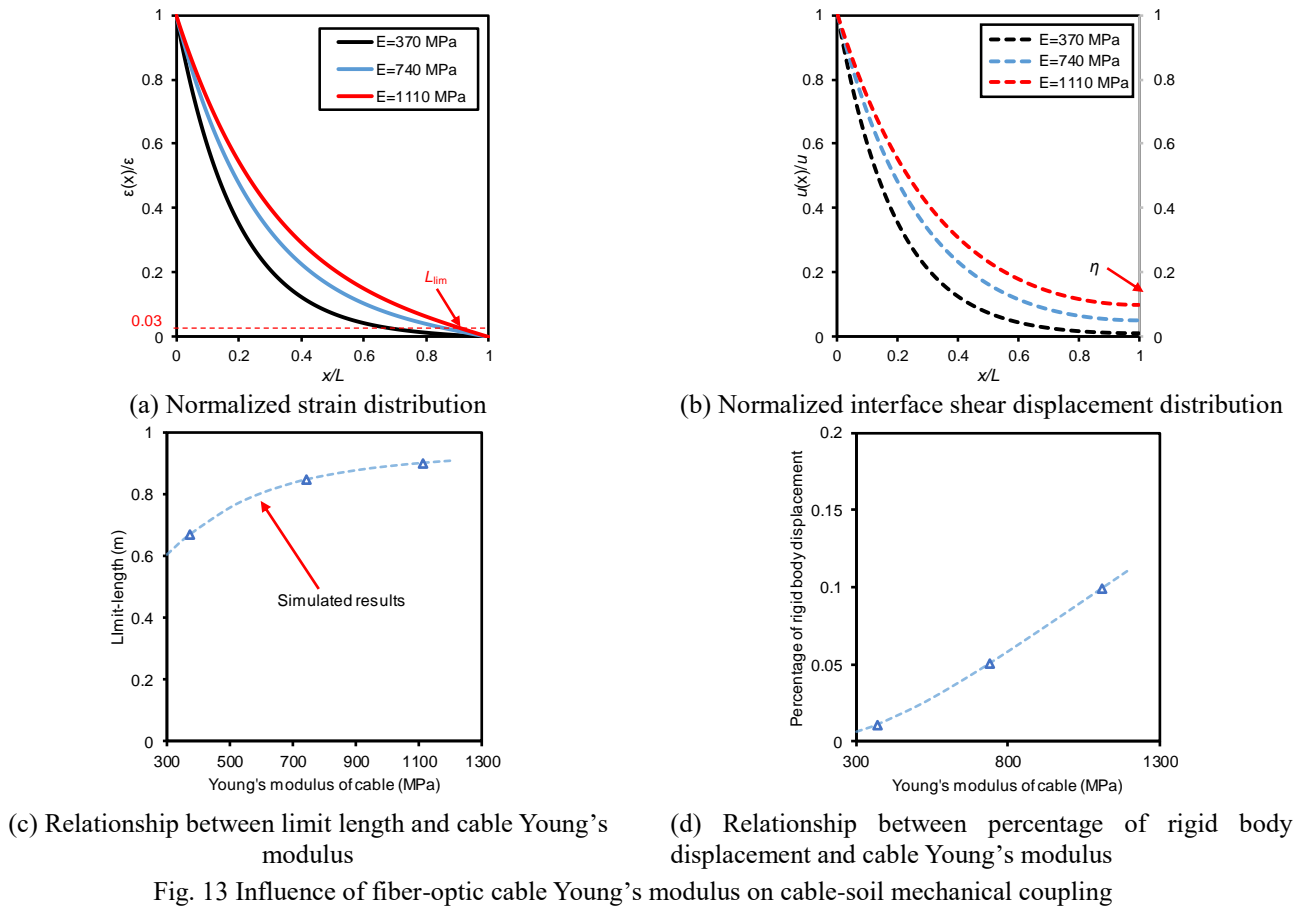 1
0.8
0.6
0.4
0.2
0
0.03
ε(x)/ε
E=370 MPa
E=740 MPa
E=1110 MPa
Llim
0 0.2 0.4 0.6 0.8 1
x/L
(a) Normalized strain distribution
1
0.8
0.6
0.4
0.2
0
u(x)/u
E=370 MPa
E=740 MPa
E=1110 MPa
η
1
0.8
0.6
0.4
0.2
0
0 0.2 0.4 0.6 0.8 1
x/L
(b) Normalized interface shear displacement distribution
1
0.8
0.6
0.4
0.2
0
LImit-length (m)
Simulated results
300 500 700 900 1100 1300
Young's modulus of cable (MPa)
(c) Relationship between limit length and cable Young’s
modulus
0.2
0.15
0.1
0.05
0
Percentage of rigid body displacement
300 800 1300
Young's modulus of cable (MPa)
(d) Relationship between percentage of rigid body
displacement and cable Young’s modulus
Fig. 13 Influence of fiber-optic cable Young’s modulus on cable-soil mechanical coupling